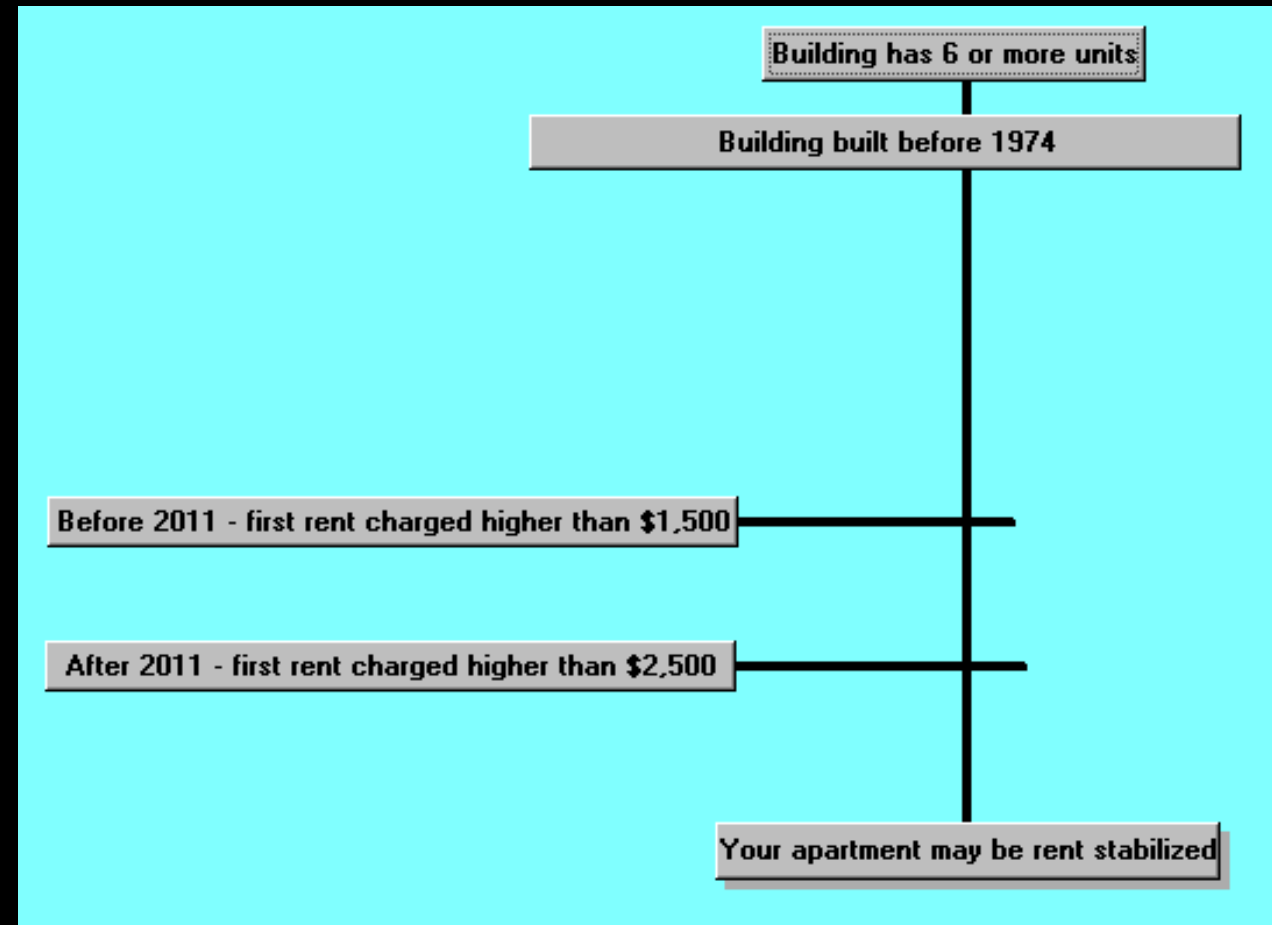 Building has 6 or more units
Building built before 1974
Before 2011 - first rent charged higher than $1,500
After 2011 - first rent charged higher than $2,500
Your apartment may be rent stabilized